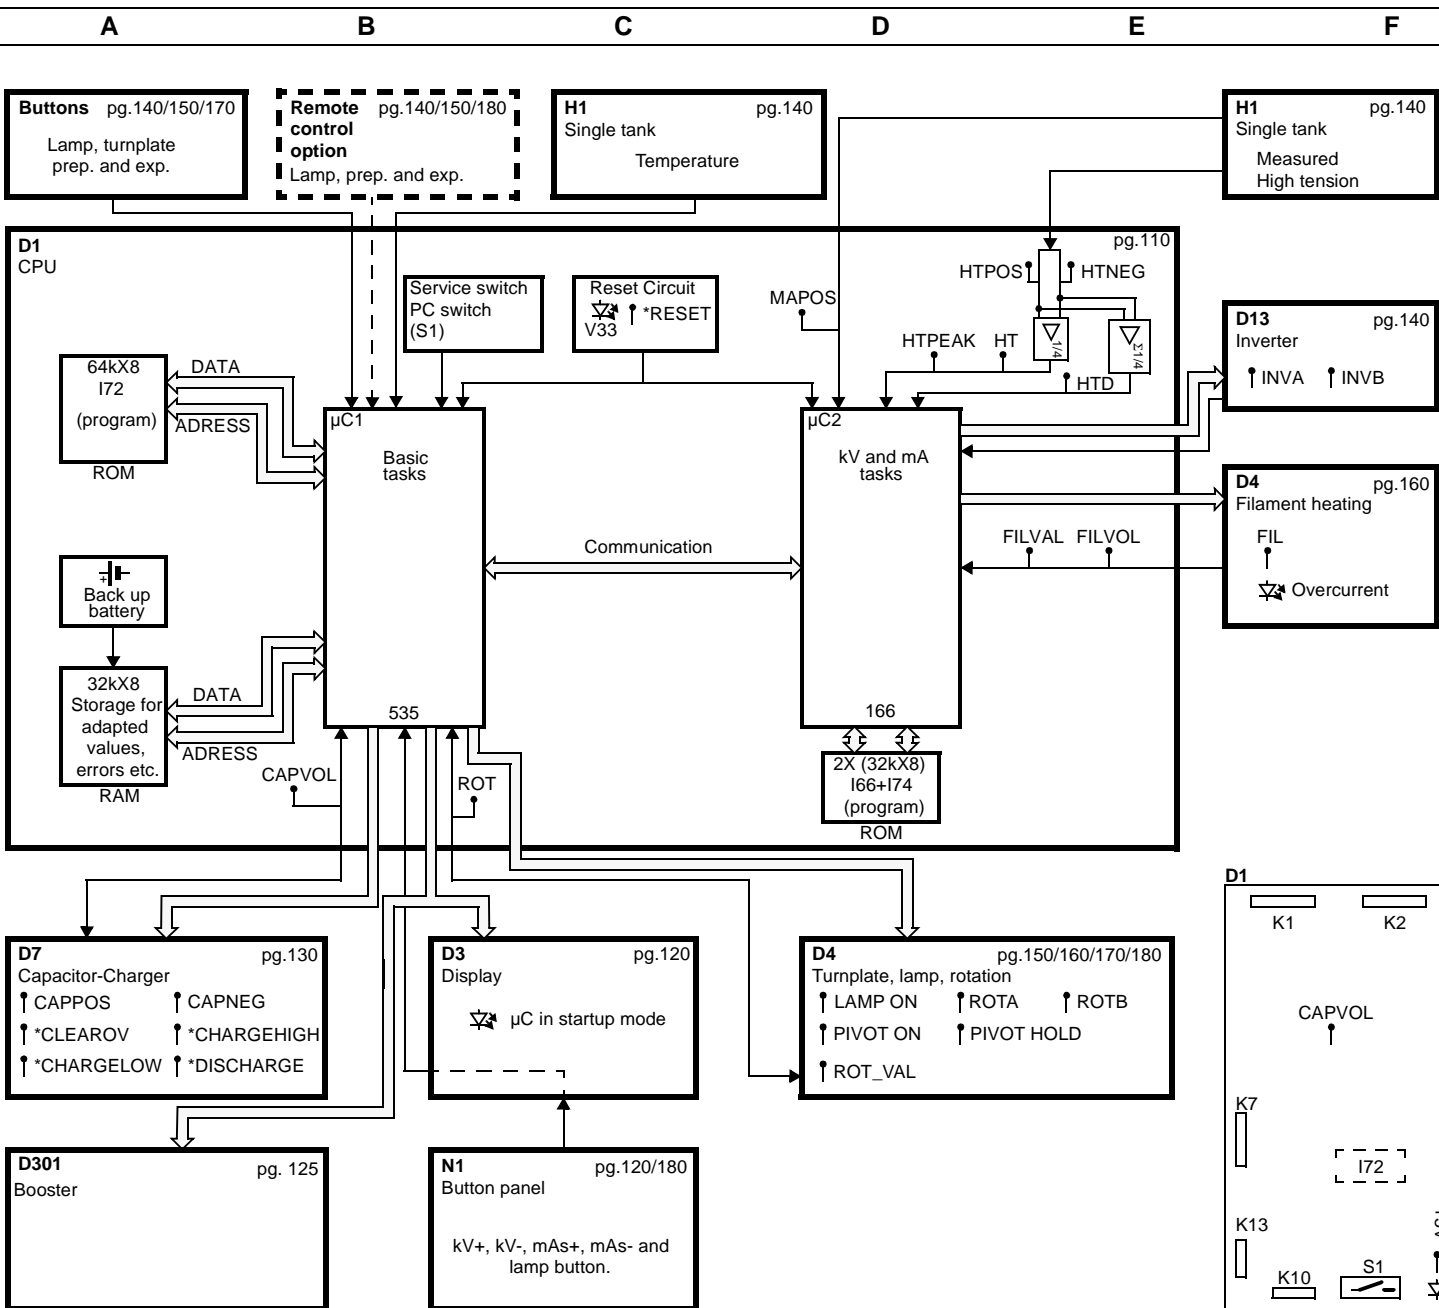 A B C D E F
Buttons pg.140/150/170
Lamp, turnplate
prep. and exp.
Remote pg.140/150/180
control
option
Lamp, prep. and exp.
H1 pg.140
Single tank
Temperature
H1 pg.140
Single tank
Measured
High tension
D1 pg.110
CPU
Service switch
PC switch
(S1)
Reset Circuit
*RESET
V33
MAPOS
HTPOS HTNEG
HTPEAK HT
1/4
Σ1/4
HTD
D13 pg.140
Inverter
INVA INVB
64kX8
I72
(program)
ROM
DATA
ADRESS
µC1
Basic
tasks
535
µC2
kV and mA
tasks
166
Communication
FILVAL FILVOL
D4 pg.160
Filament heating
FIL
Overcurrent
+
Back up
battery
32kX8
Storage for
adapted
values,
errors etc.
RAM
DATA
ADRESS
CAPVOL
ROT
2X (32kX8)
I66+I74
(program)
ROM
D7 pg.130
Capacitor-Charger
CAPPOS CAPNEG
*CLEAROV *CHARGEHIGH
*CHARGELOW *DISCHARGE
D3 pg.120
Display
µC in startup mode
D4 pg.150/160/170/180
Turnplate, lamp, rotation
LAMP ON ROTA ROTB
PIVOT ON PIVOT HOLD
ROT_VAL
D301 pg. 125
Booster
N1 pg.120/180
Button panel
kV+, kV-, mAs+, mAs- and
lamp button.
D1
K1 K2
CAPVOL
K7
I72
K13
K10 S1